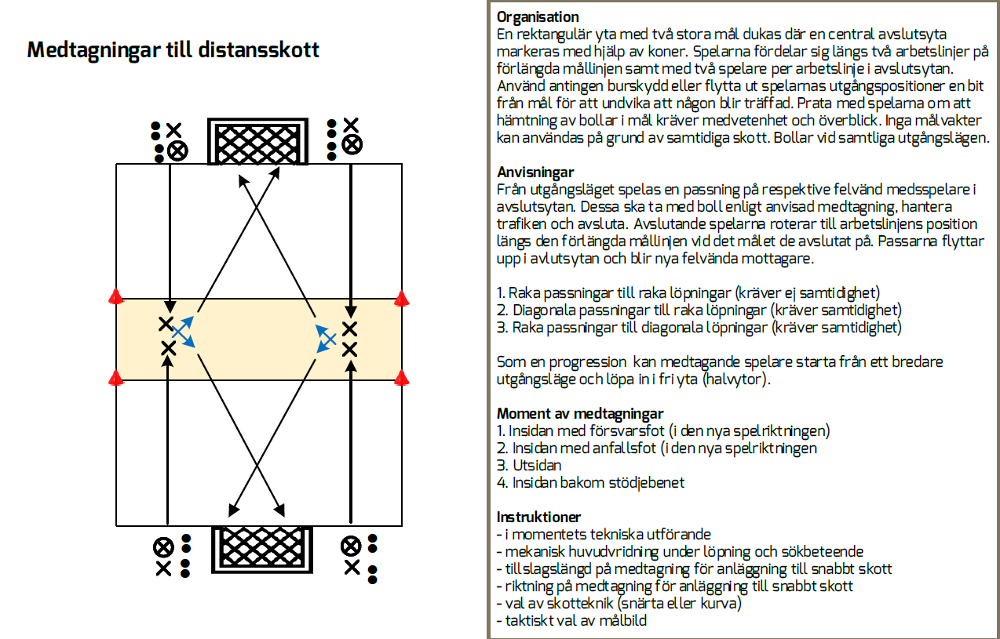 Medtagningar till distansskott
Organisation
En rektangulär yta med två stora mål dukas där en central avslutsyta
markeras med hjälp av koner. Spelarna fördelar sig längs två arbetslinjer på
förlängda mållinjen samt med två spelare per arbetslinje i avslutsytan.
Använd antingen burskydd eller flytta ut spelarnas utgångspositioner en bit
från mål för att undvika att någon blir träffad. Prata med spelarna om att
hämtning av bollar i mål kräver medvetenhet och överblick. Inga målvakter
kan användas på grund av samtidiga skott. Bollar vid samtliga utgångslägen.
Anvisningar
Från utgångsläget spelas en passning på respektive felvänd medsspelare i
avslutsytan. Dessa ska ta med boll enligt anvisad medtagning, hantera
trafiken och avsluta. Avslutande spelarna roterar till arbetslinjens position
längs den förlängda mållinjen vid det målet de avslutat på. Passarna flyttar
upp i avlutsytan och blir nya felvända mottagare.
1. Raka passningar till raka löpningar (kräver ej samtidighet)
2. Diagonala passningar till raka löpningar (kräver samtidighet)
3. Raka passningar till diagonala löpningar (kräver samtidighet)
Som en progression kan medtagande spelare starta från ett bredare
utgångsläge och löpa in i fri yta (halvytor).
Moment av medtagningar
1. Insidan med försvarsfot (i den nya spelriktningen)
2. Insidan med anfallsfot (i den nya spelriktningen
3. Utsidan
4. Insidan bakom stödjebenet
Instruktioner
- i momentets tekniska utförande
- mekanisk huvudvridning under löpning och sökbeteende
- tillslagslängd på medtagning för anläggning till snabbt skott
- riktning på medtagning för anläggning till snabbt skott
- val av skotteknik (snärta eller kurva)
- taktiskt val av målbild